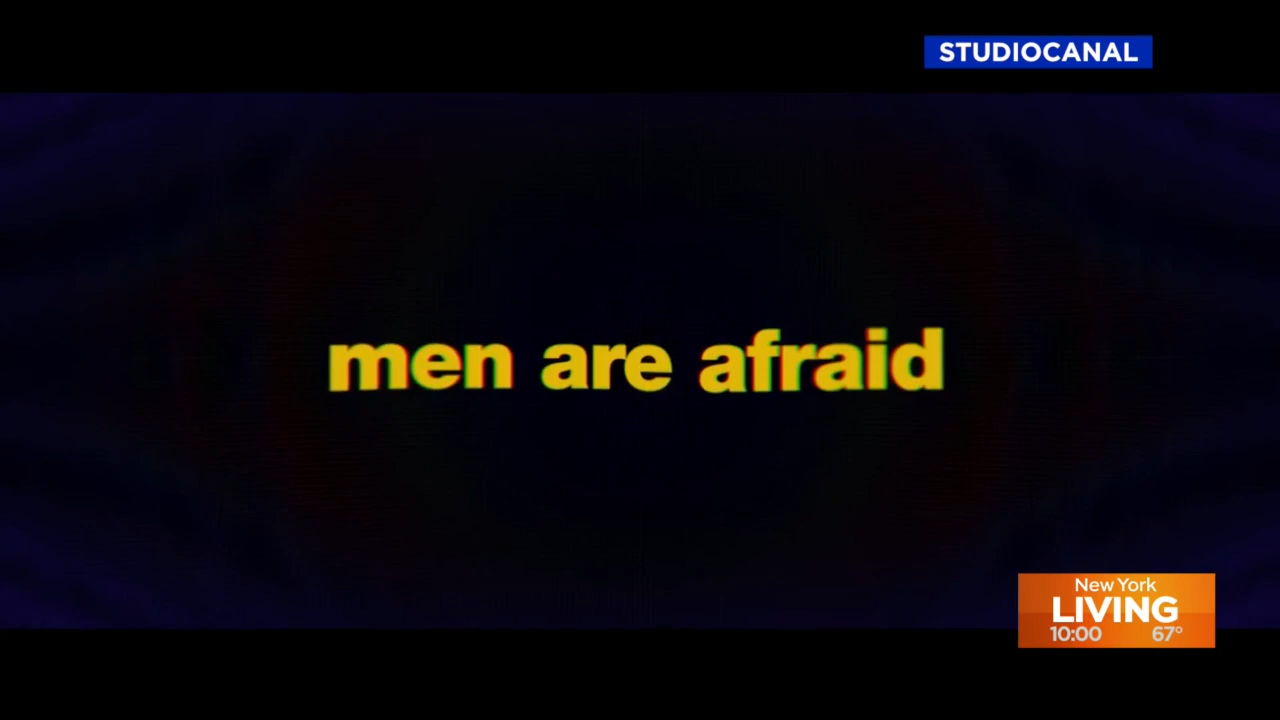 STUDIOCANAL
men are afraid
New York
LIVING
10:00 67°